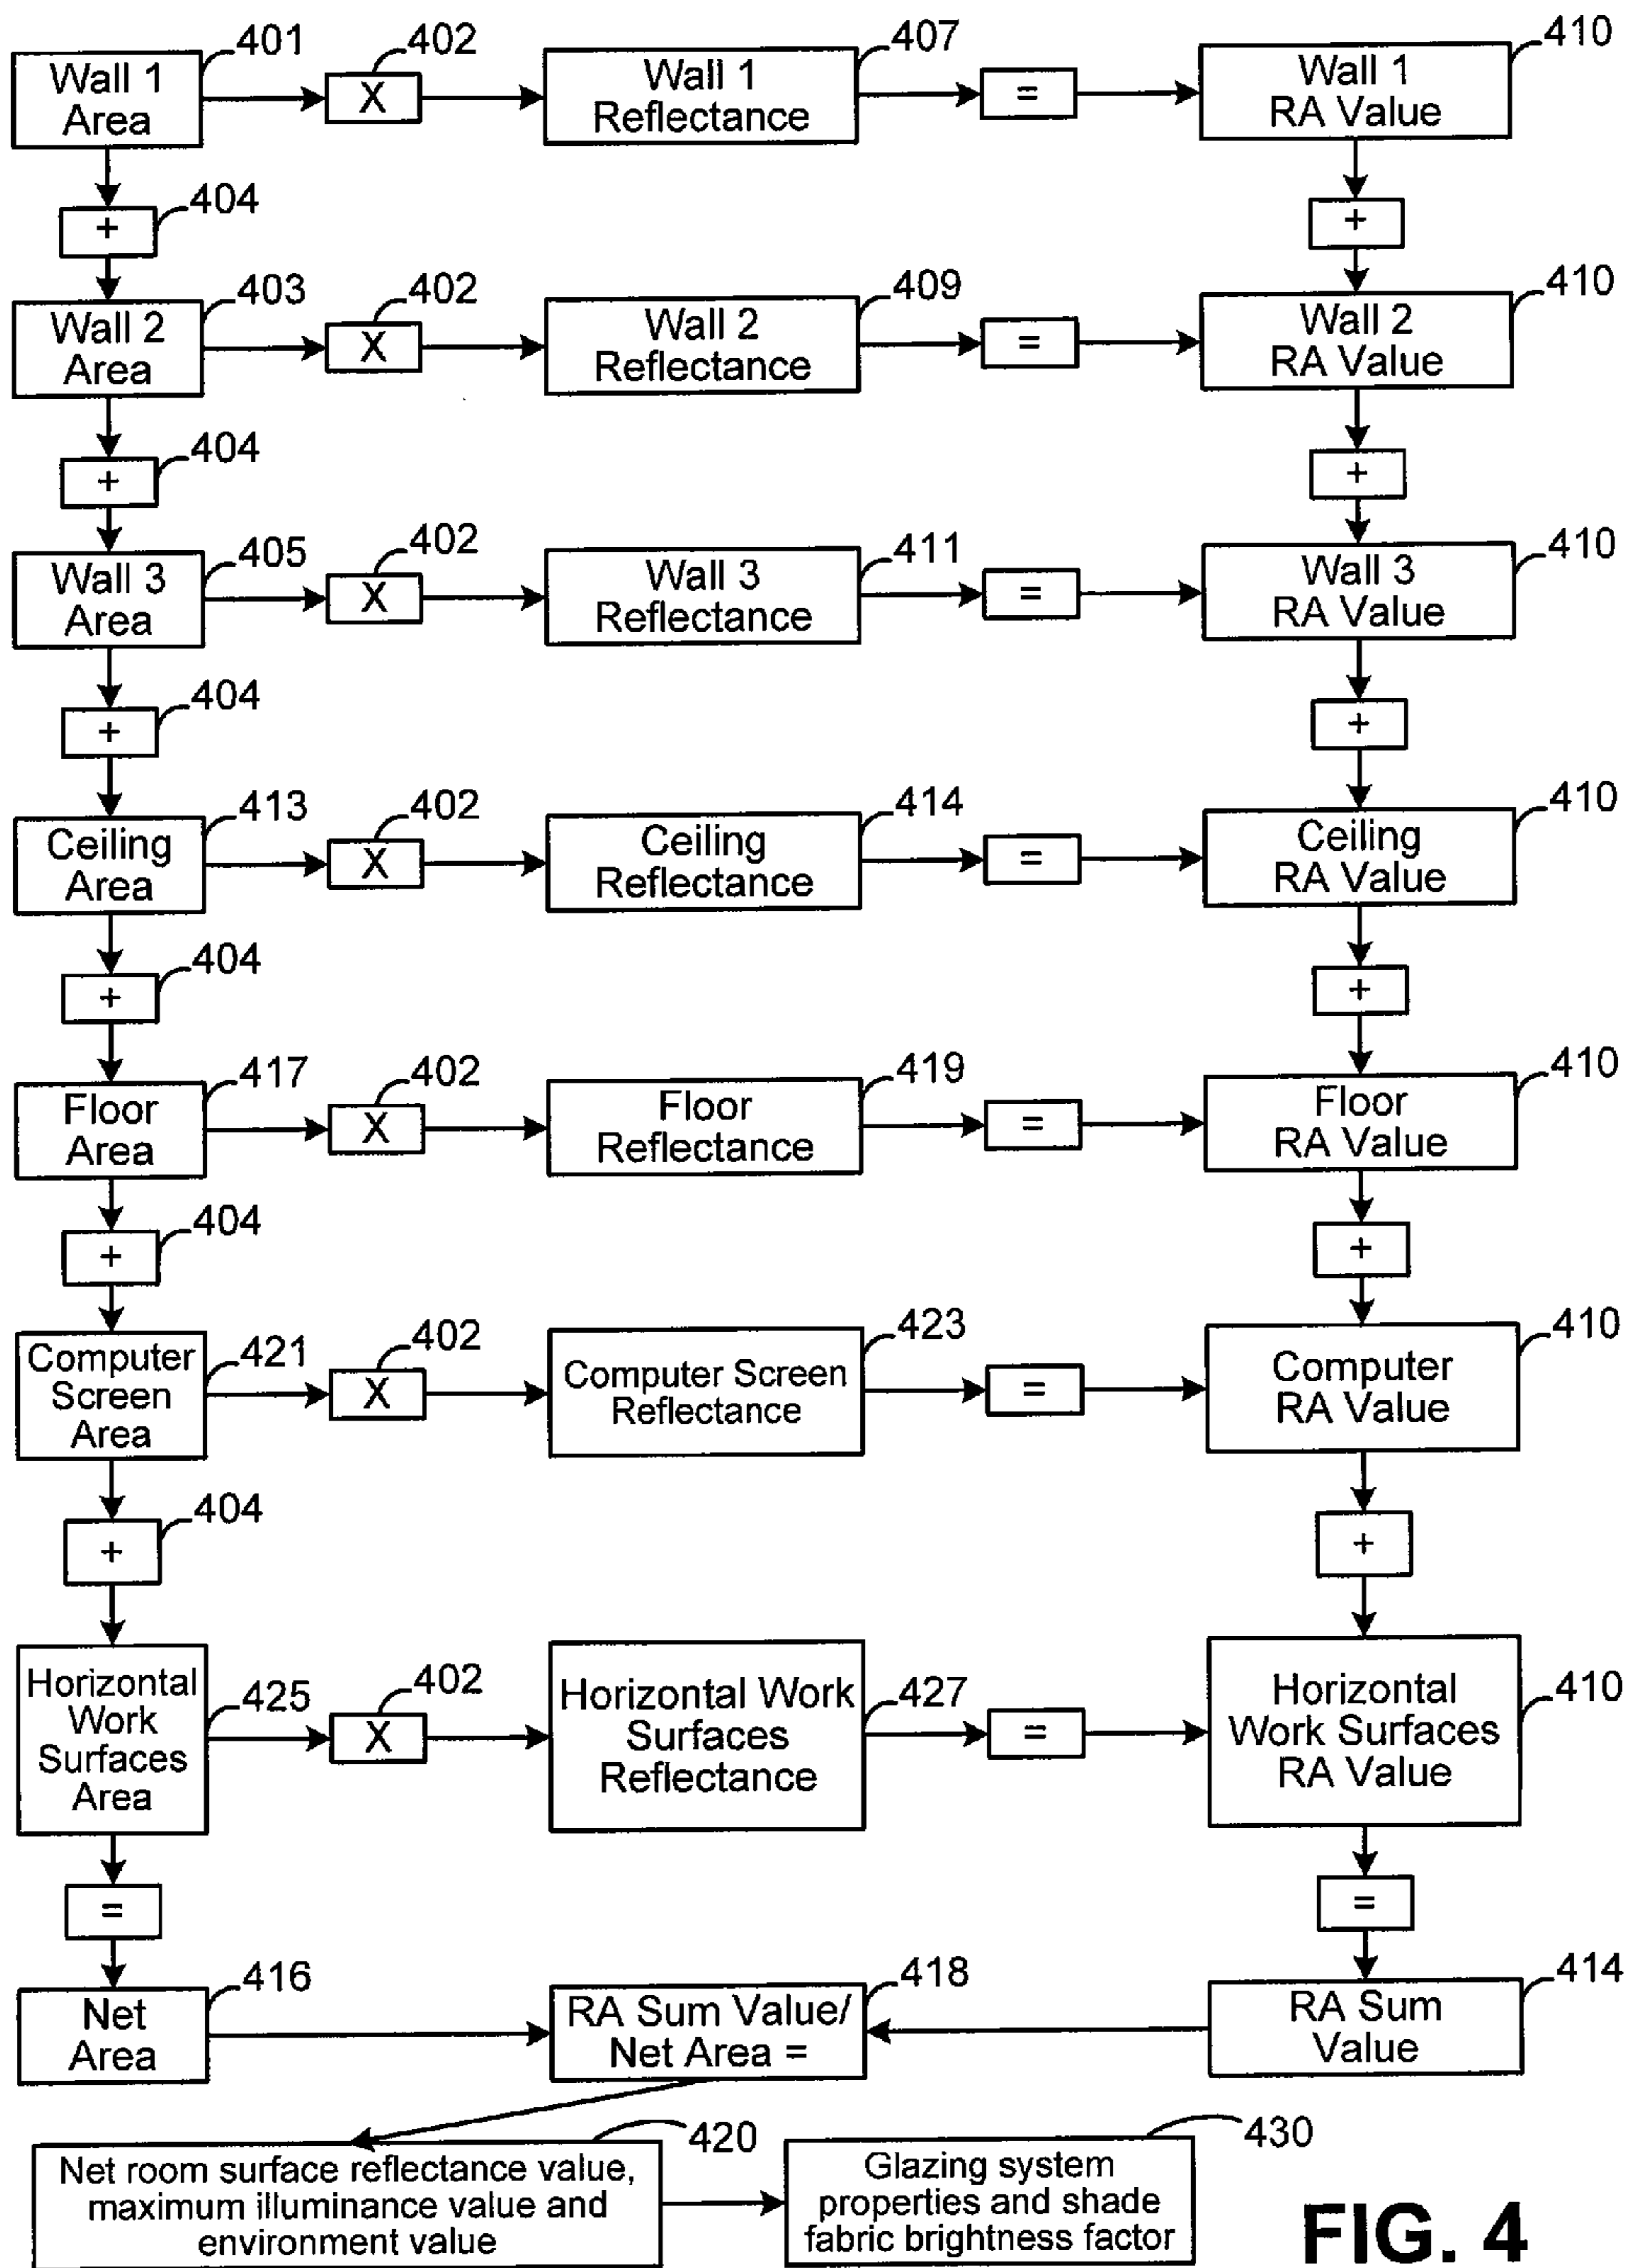 401
402
407
410
Wall 1
Area
X
Wall 1
Reflectance
=
Wall 1
RA Value
+
404
+
403
402
409
410
Wall 2
Area
X
Wall 2
Reflectance
=
Wall 2
RA Value
+
404
+
405
402
411
410
Wall 3
Area
X
Wall 3
Reflectance
=
Wall 3
RA Value
+
404
+
413
402
414
410
Ceiling
Area
X
Ceiling
Reflectance
=
Ceiling
RA Value
+
404
+
417
402
419
410
Floor
Area
X
Floor
Reflectance
=
Floor
RA Value
+
404
+
421
402
423
410
Computer
Screen
Area
X
Computer Screen
Reflectance
=
Computer
RA Value
+
404
+
425
402
427
410
Horizontal
Work
Surfaces
Area
X
Horizontal Work
Surfaces
Reflectance
=
Horizontal
Work Surfaces
RA Value
=
=
416
418
414
Net
Area
RA Sum Value/
Net Area =
RA Sum
Value
420
430
Net room surface reflectance value,
maximum illuminance value and
environment value
Glazing system
properties and shade
fabric brightness factor
FIG. 4